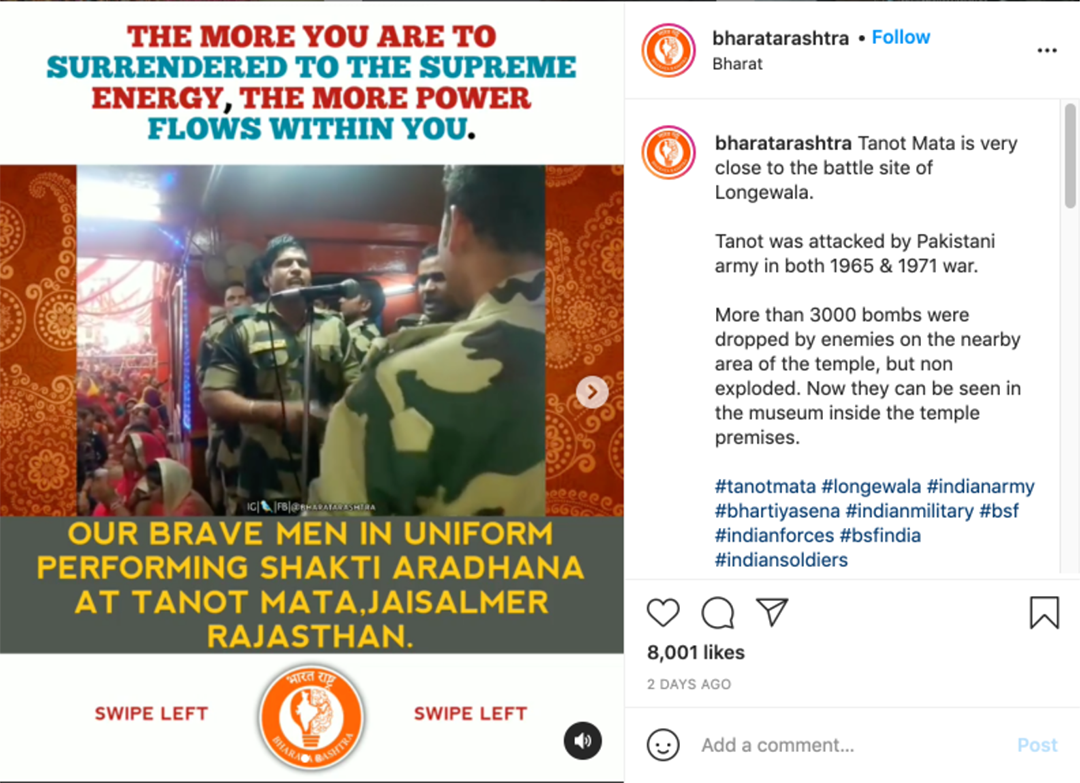 THE MORE YOU ARE TO
SURRENDERED TO THE SUPREME
ENERGY, THE MORE POWER
FLOWS WITHIN YOU.
IG| |FB|@BHARATARASHTRA
OUR BRAVE MEN IN UNIFORM
PERFORMING SHAKTI ARADHANA
AT TANOT MATA,JAISALMER
RAJASTHAN.
SWIPE LEFT
भारत राष्ट्र
BHARATA RASHTRA
SWIPE LEFT
bharatarashtra • Follow
Bharat
bharatarashtra Tanot Mata is very
close to the battle site of
Longewala.
Tanot was attacked by Pakistani
army in both 1965 & 1971 war.
More than 3000 bombs were
dropped by enemies on the nearby
area of the temple, but non
exploded. Now they can be seen in
the museum inside the temple
premises.
#tanotmata #longewala #indianarmy
#bhartiyasena #indianmilitary #bsf
#indianforces #bsfindia
#indiansoldiers
8,001 likes
2 DAYS AGO
Add a comment...
Post